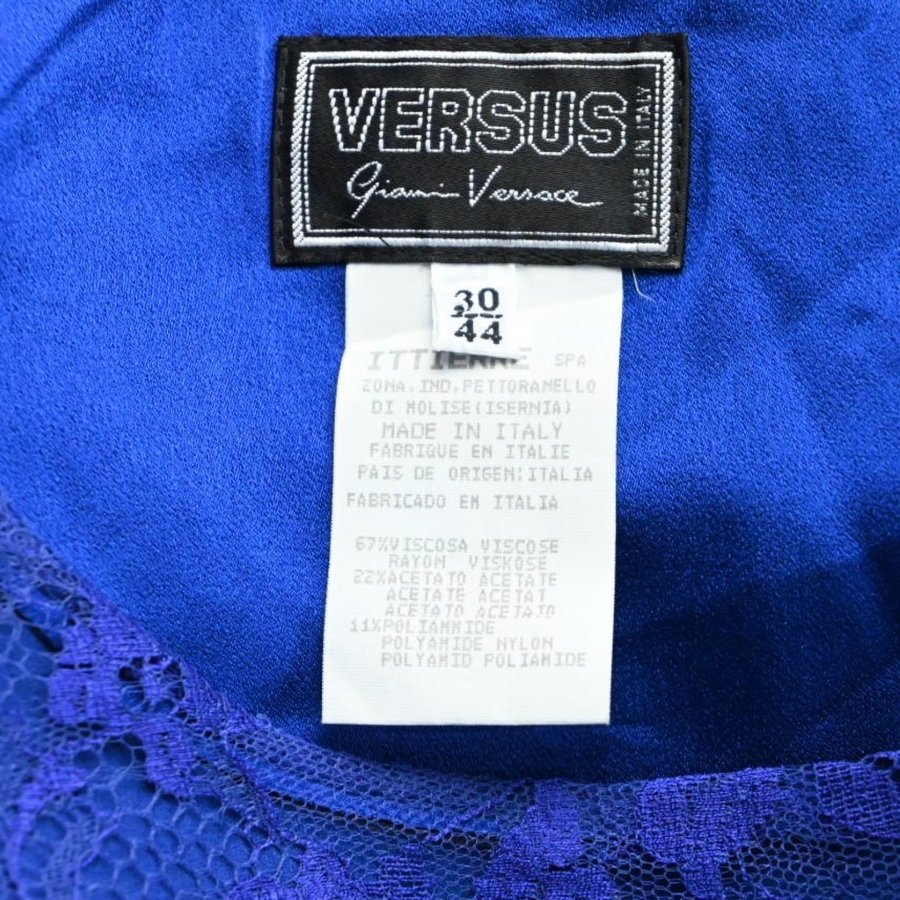 VERSUS
Gianni Versace
MADE IN ITALY
30
44
ITTIERRE SPA
ZONA.IND.PETTORANELLO
DI MOLISE(ISERNIA)
MADE IN ITALY
FABRIQUE EN ITALIE
PAIS DE ORIGEN:ITALIA
FABRICADO EM ITALIA
67%VISCOSA VISCOSE
RAYON VISKOSE
22%ACETATO ACETATE
ACETATE ACETAT
ACETATO ACETATO
11%POLIAMMIDE
POLYAMIDE NYLON
POLYAMID POLIAMIDE